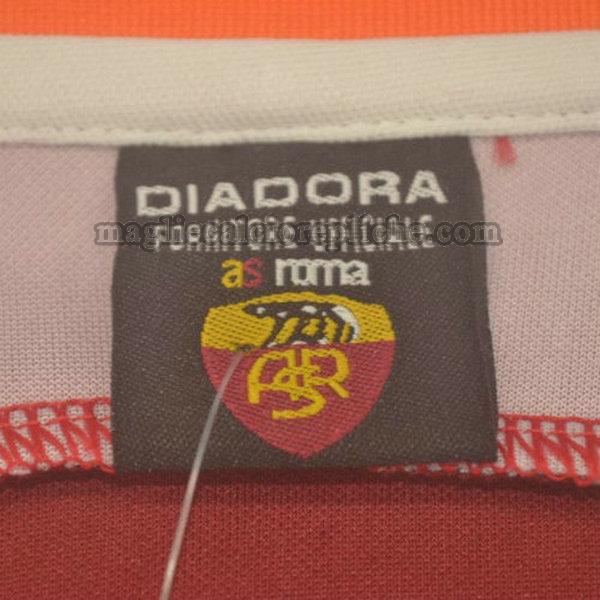 DIADORA
magliecalciorepliche.com
FORNITORE UFFICIALE
as roma
ASR